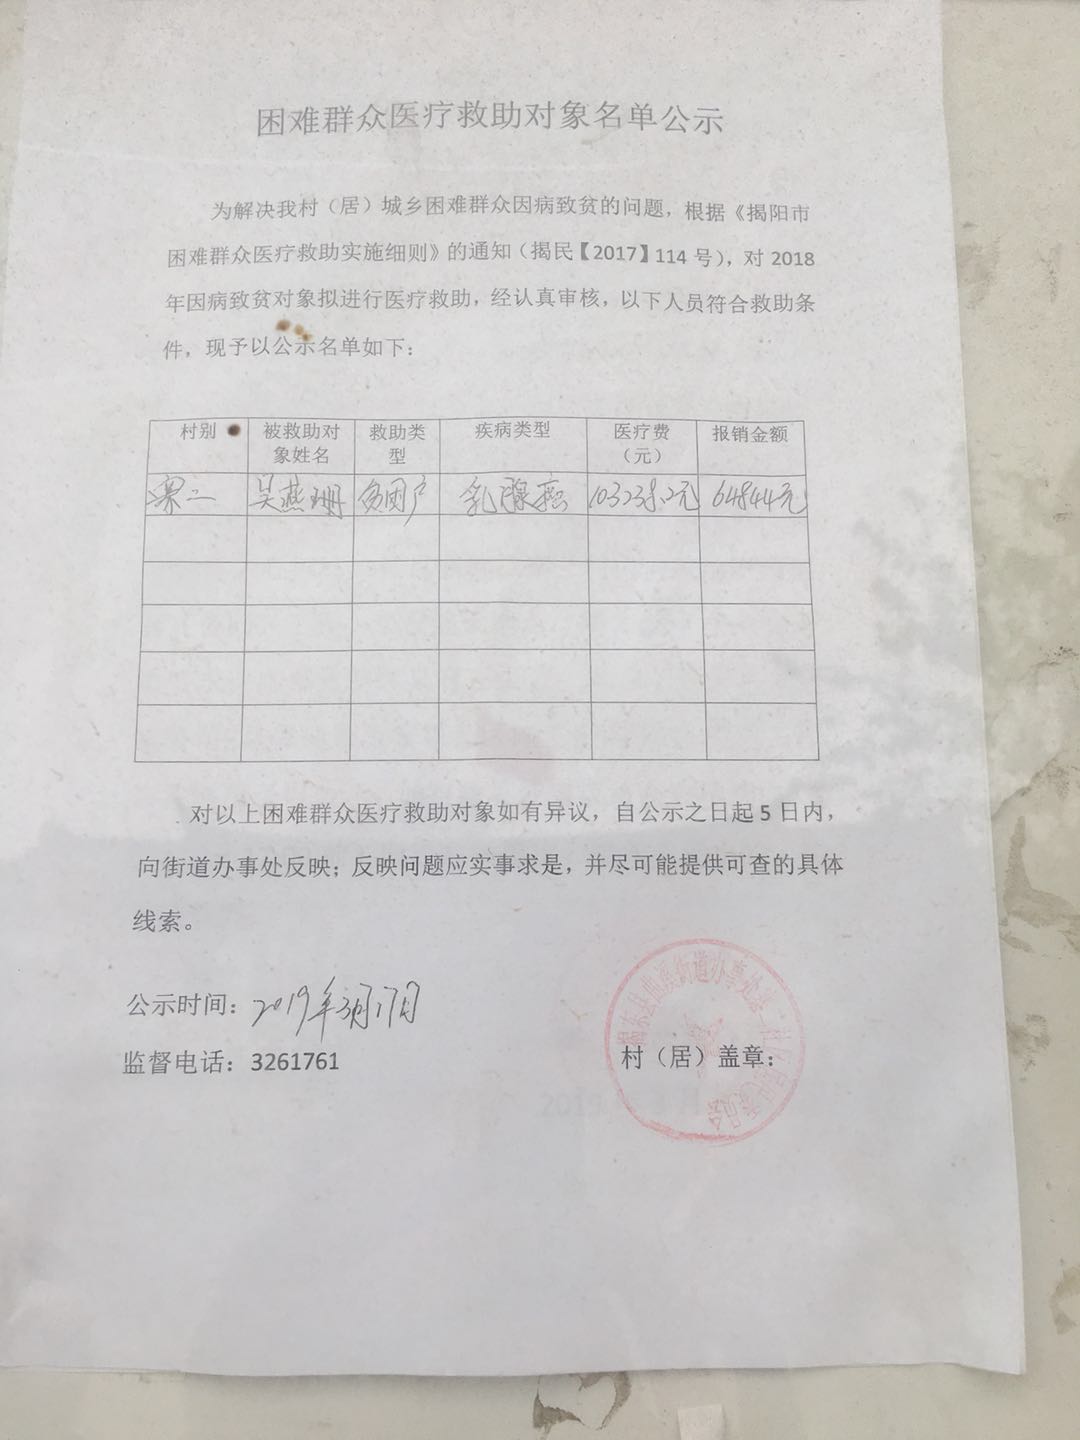 困难群众医疗救助对象名单公示
为解决我村（居）城乡困难群众因病致贫的问题，根据《揭阳市
困难群众医疗救助实施细则》的通知（揭民【2017】114号），对2018
年因病致贫对象拟进行医疗救助，经认真审核，以下人员符合救助条
件，现予以公示名单如下：
村别 被救助对象姓名 救助类型 疾病类型 医疗费（元） 报销金额
吴燕珊 贫困户 乳腺癌 64844元
对以上困难群众医疗救助对象如有异议，自公示之日起5日内，
向街道办事处反映；反映问题应实事求是，并尽可能提供可查的具体
线索。
公示时间：2019年3月17日
监督电话：3261761
村（居）盖章：